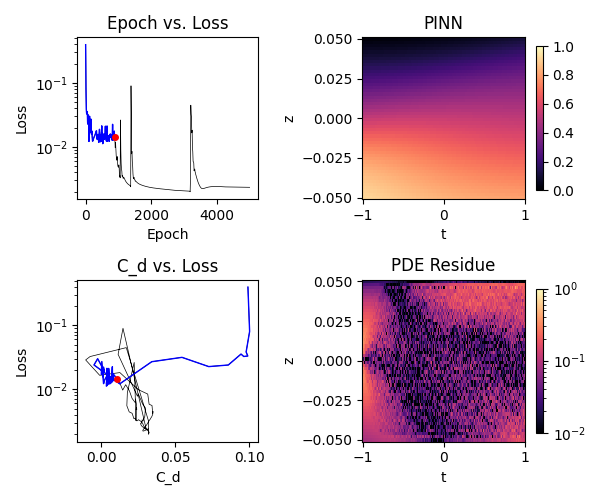 Epoch vs. Loss
PINN
Loss
10⁻¹
10⁻²
0 2000 4000
Epoch
z
0.050
0.025
0.000
−0.025
−0.050
−1 0 1
t
1.0
0.8
0.6
0.4
0.2
0.0
C_d vs. Loss
PDE Residue
Loss
10⁻¹
10⁻²
0.00 0.05 0.10
C_d
z
0.050
0.025
0.000
−0.025
−0.050
−1 0 1
t
10⁰
10⁻¹
10⁻²